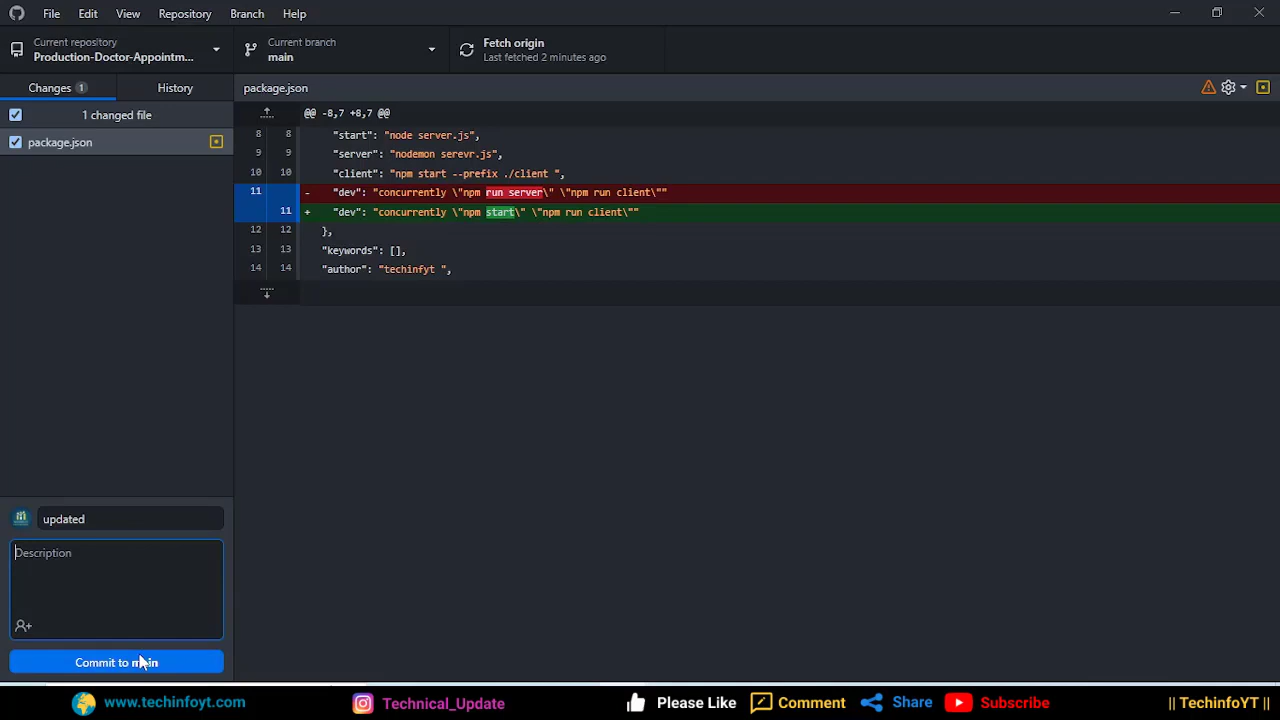 File Edit View Repository Branch Help
Current repository
Production-Doctor-Appointm...
Current branch
main
Fetch origin
Last fetched 2 minutes ago
Changes 1
History
package.json
1 changed file
package.json
@@ -8,7 +8,7 @@
8 8 "start": "node server.js",
9 9 "server": "nodemon serevr.js",
10 10 "client": "npm start --prefix ./client ",
11 - "dev": "concurrently \"npm run server\" \"npm run client\""
11 + "dev": "concurrently \"npm start\" \"npm run client\""
12 12 },
13 13 "keywords": [],
14 14 "author": "techinfyt ",
updated
Description
Commit to main
www.techinfoyt.com
Technical_Update
Please Like
Comment
Share
Subscribe
|| TechinfoYT ||